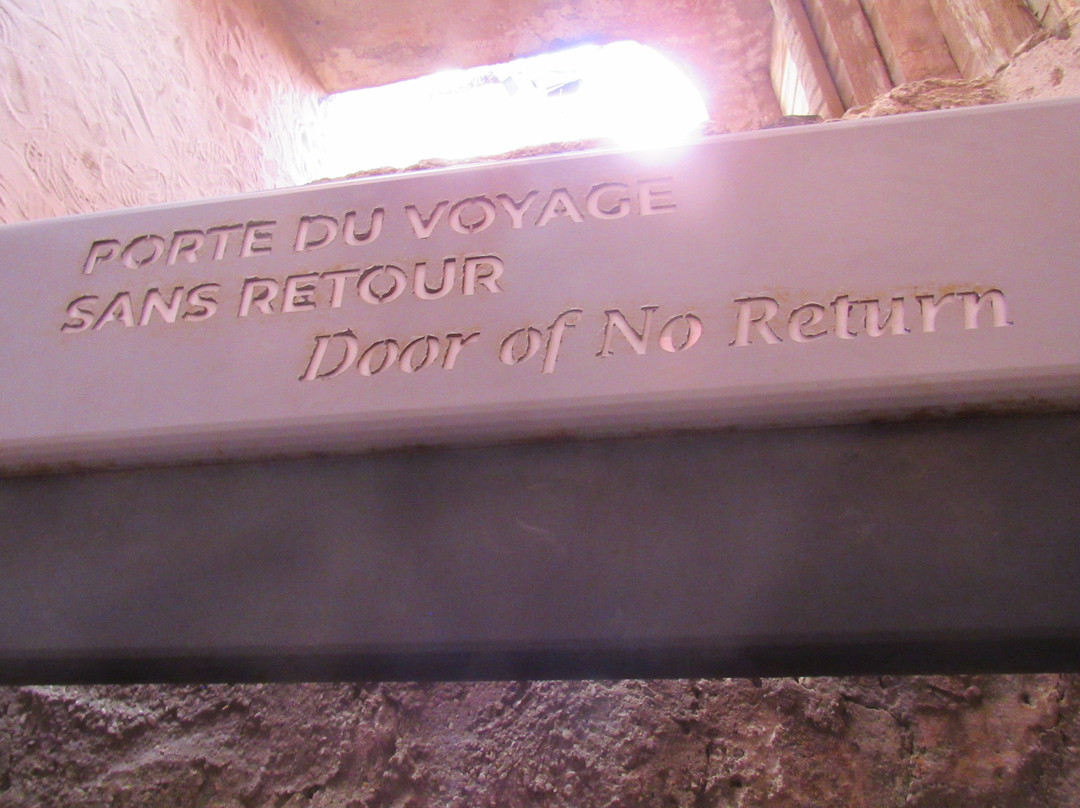 PORTE DU VOYAGE
SANS RETOUR
Door of No Return